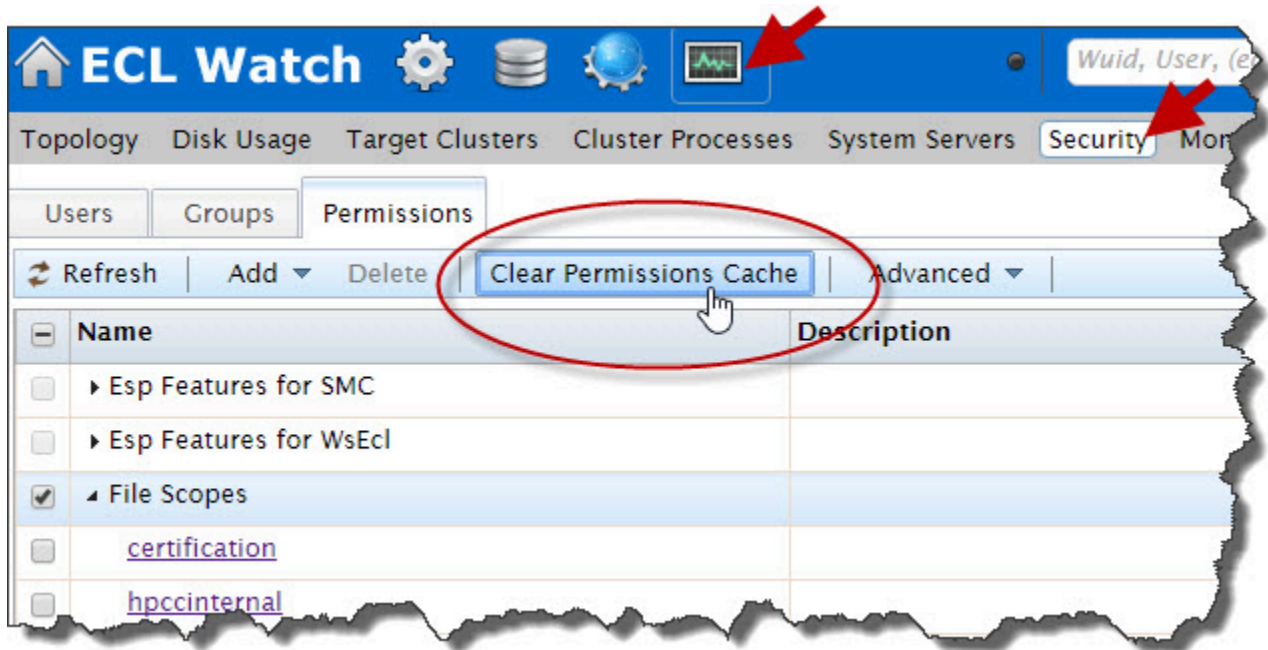 ECL Watch Wuid, User, (e
Topology Disk Usage Target Clusters Cluster Processes System Servers Security Mon
Users Groups Permissions
Refresh Add Delete Clear Permissions Cache Advanced
Name Description
Esp Features for SMC
Esp Features for WsEcl
File Scopes
certification
hpccinternal